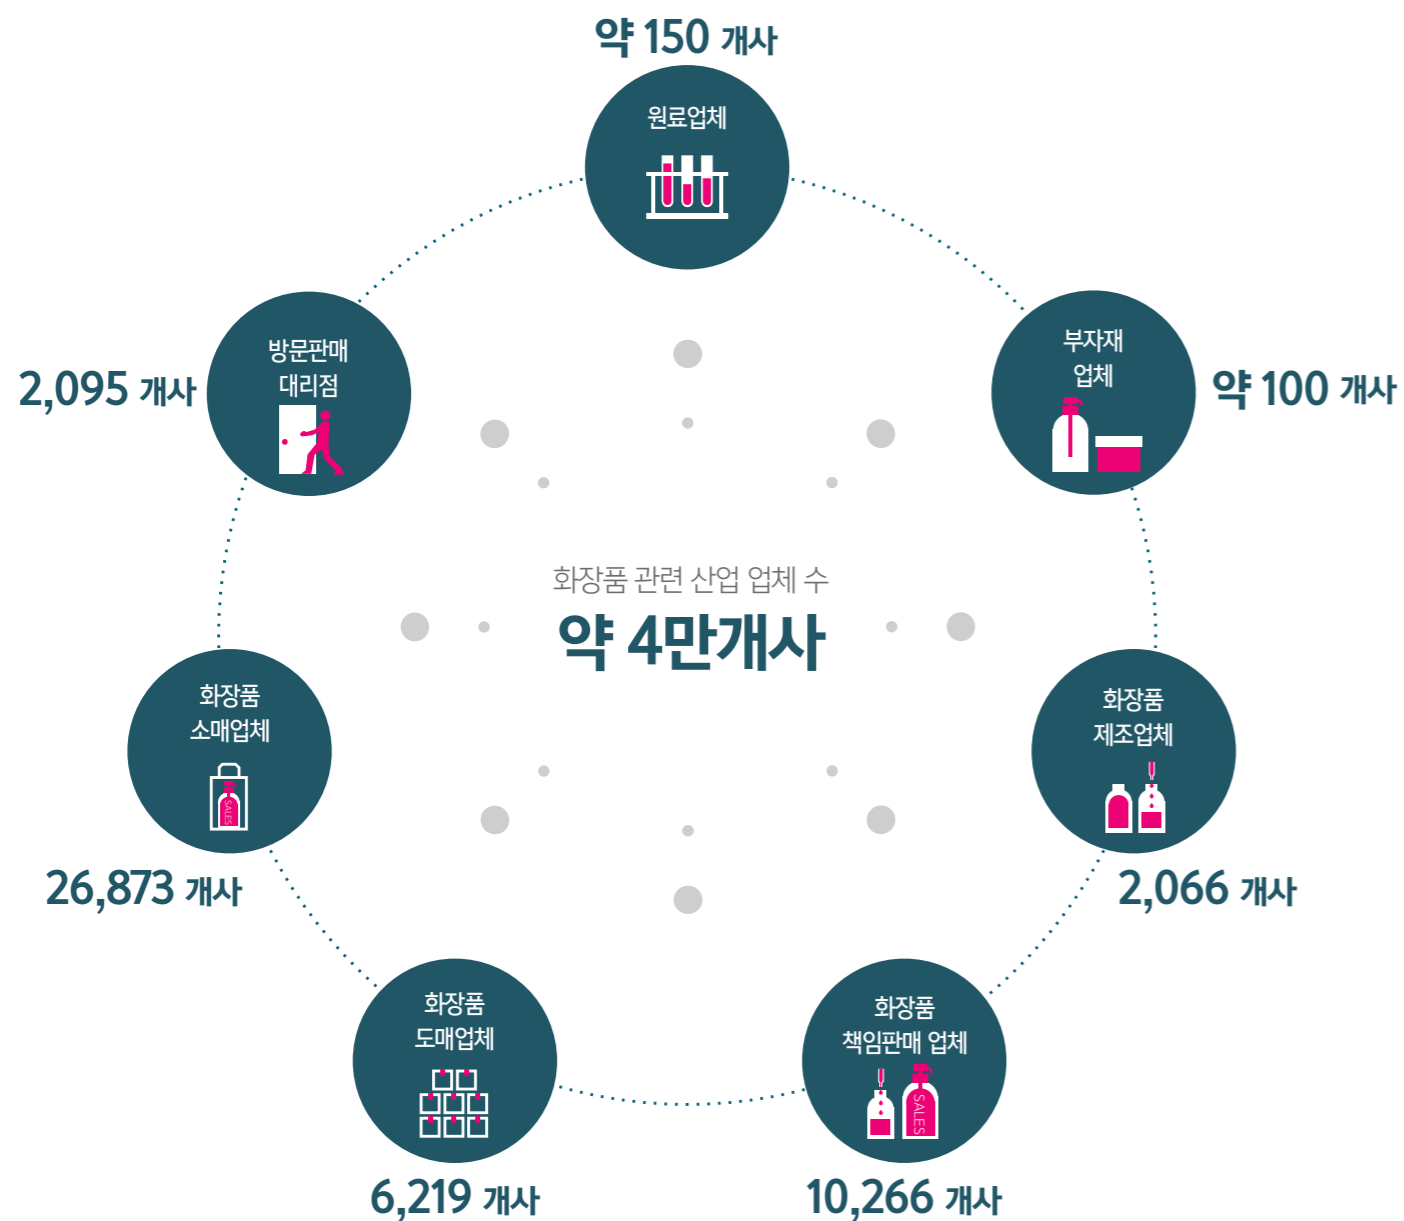 약 150 개사
원료업체
부자재
업체
약 100 개사
화장품
제조업체
2,066 개사
화장품
책임판매 업체
SALES
10,266 개사
화장품
도매업체
6,219 개사
화장품
소매업체
SALES
26,873 개사
방문판매
대리점
2,095 개사
화장품 관련 산업 업체 수
약 4만개사